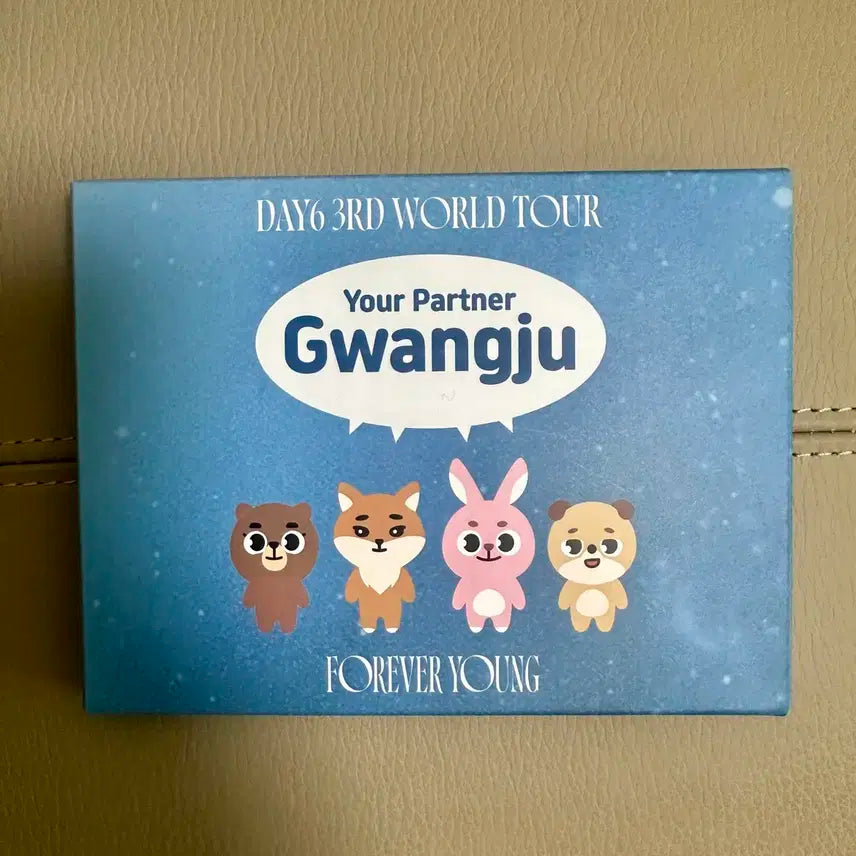 DAY6 3RD WORLD TOUR
Your Partner
Gwangju
FOREVER YOUNG